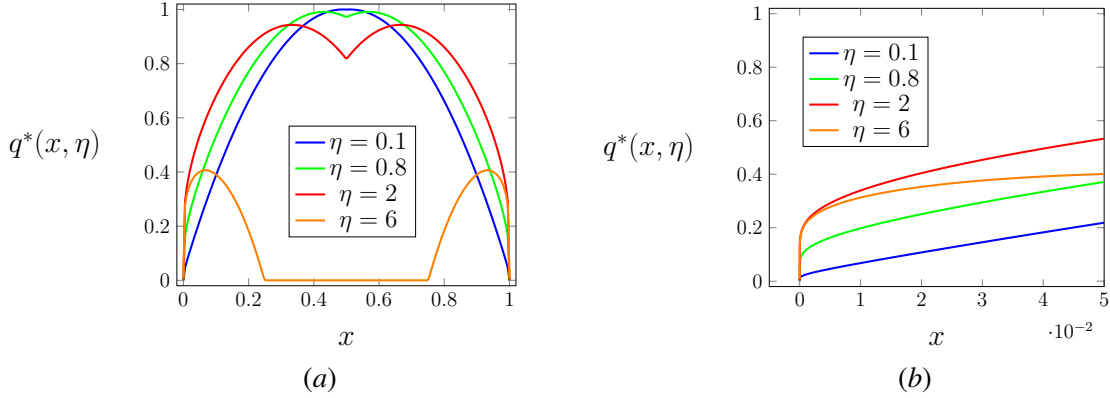 1
0.8
0.6
0.4
0.2
0
q*(x, η)
η = 0.1
η = 0.8
η = 2
η = 6
0 0.2 0.4 0.6 0.8 1
x
(a)
1
0.8
0.6
0.4
0.2
0
q*(x, η)
η = 0.1
η = 0.8
η = 2
η = 6
0 1 2 3 4 5
x ·10⁻²
(b)